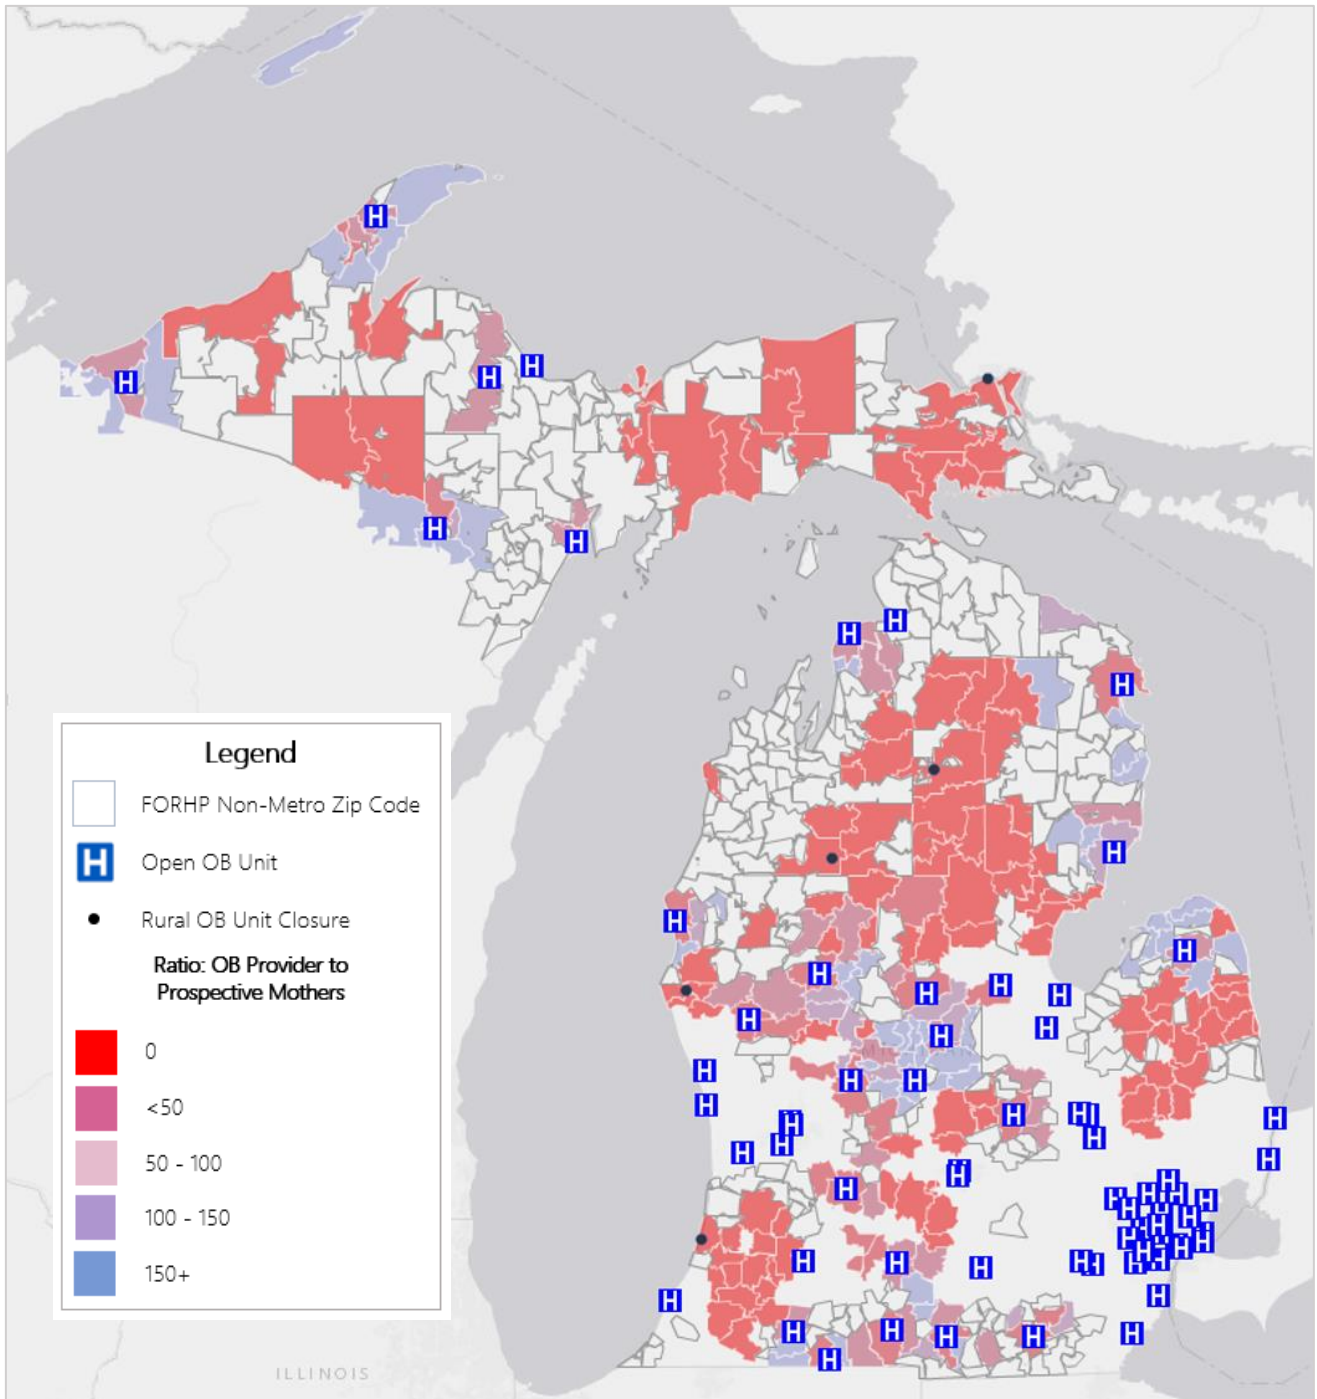 Legend
FORHP Non-Metro Zip Code
H Open OB Unit
Rural OB Unit Closure
Ratio: OB Provider to
Prospective Mothers
0
<50
50 - 100
100 - 150
150+
ILLINOIS